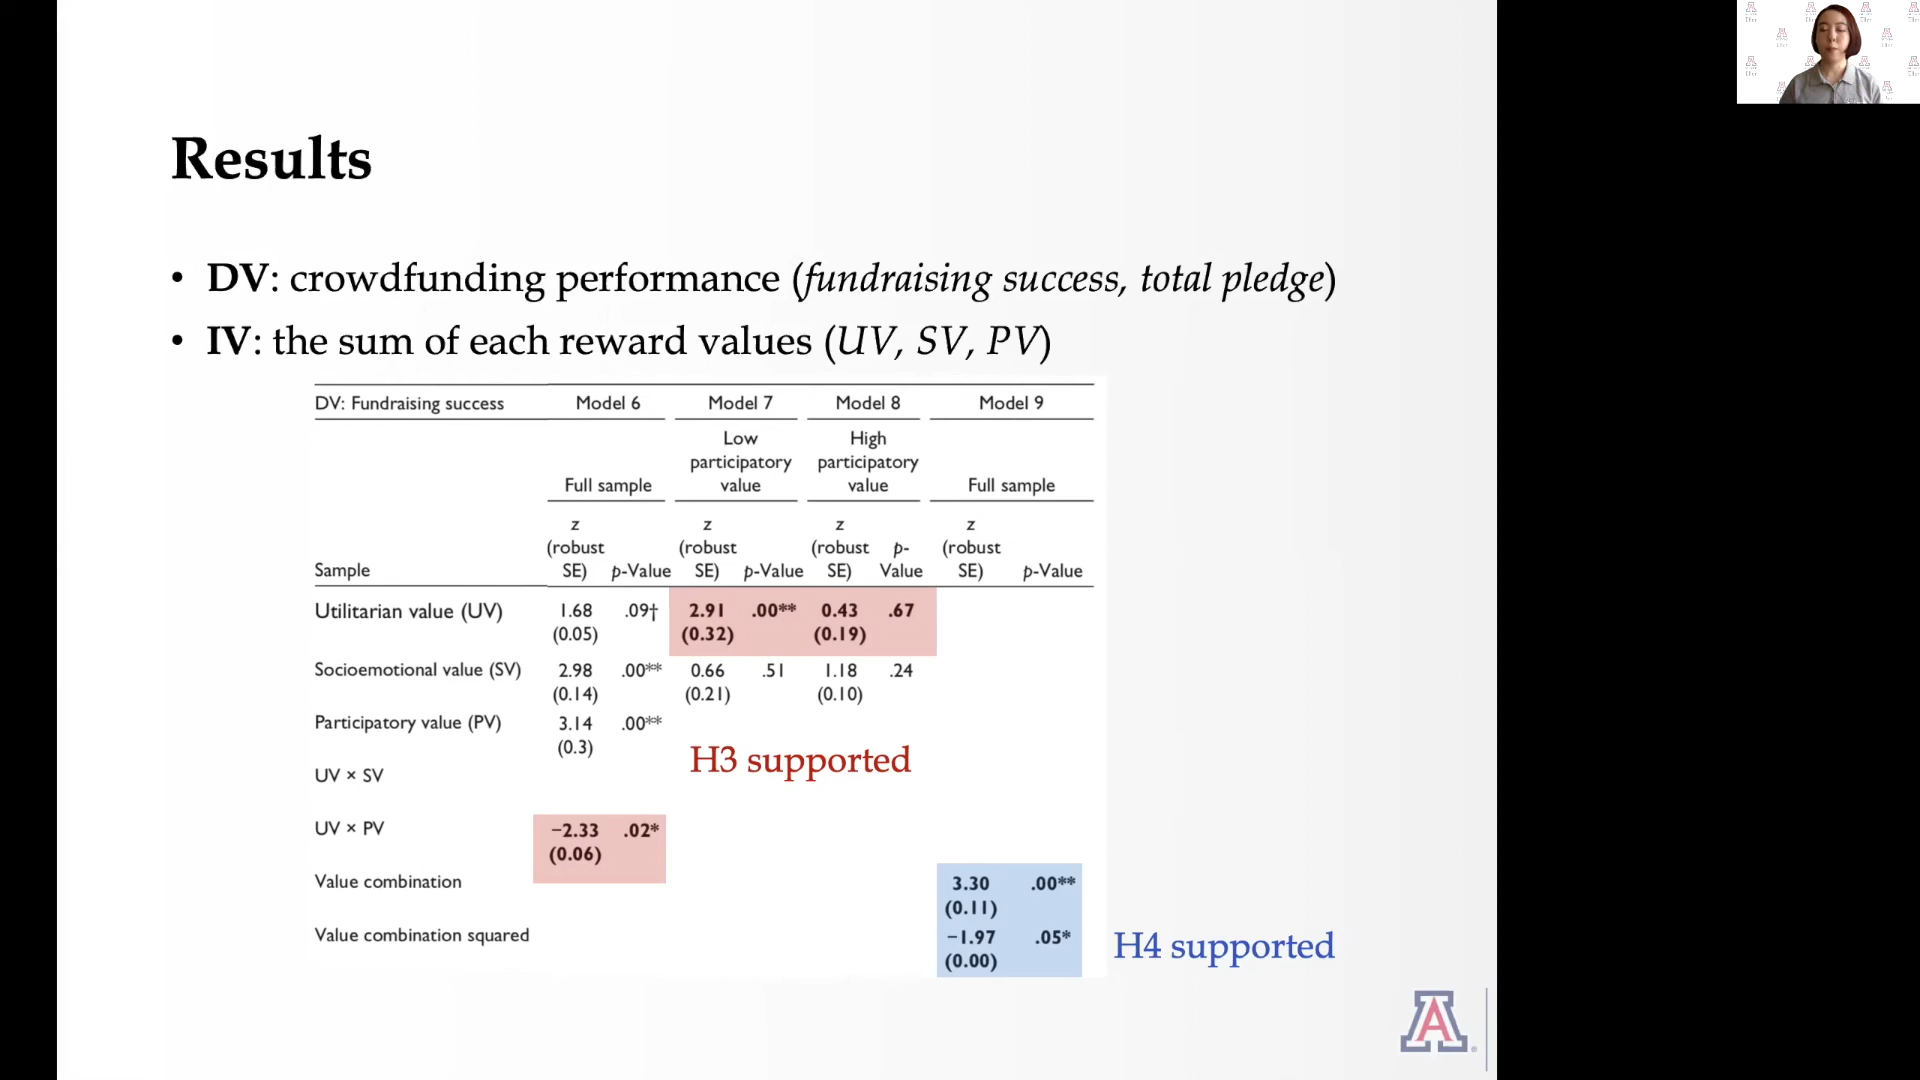 Results
• DV: crowdfunding performance (fundraising success, total pledge)
• IV: the sum of each reward values (UV, SV, PV)
DV: Fundraising success Model 6 Model 7 Model 8 Model 9
Low High
participatory participatory
Full sample value value Full sample
z z z z
(robust (robust (robust p- (robust
Sample SE) p-Value SE) p-Value SE) Value SE) p-Value
Utilitarian value (UV) 1.68 .09† 2.91 .00** 0.43 .67
(0.05) (0.32) (0.19)
Socioemotional value (SV) 2.98 .00** 0.66 .51 1.18 .24
(0.14) (0.21) (0.10)
Participatory value (PV) 3.14 .00**
(0.3)
H3 supported
UV × SV
UV × PV −2.33 .02*
(0.06)
Value combination 3.30 .00**
(0.11)
Value combination squared −1.97 .05*
(0.00)
H4 supported
A